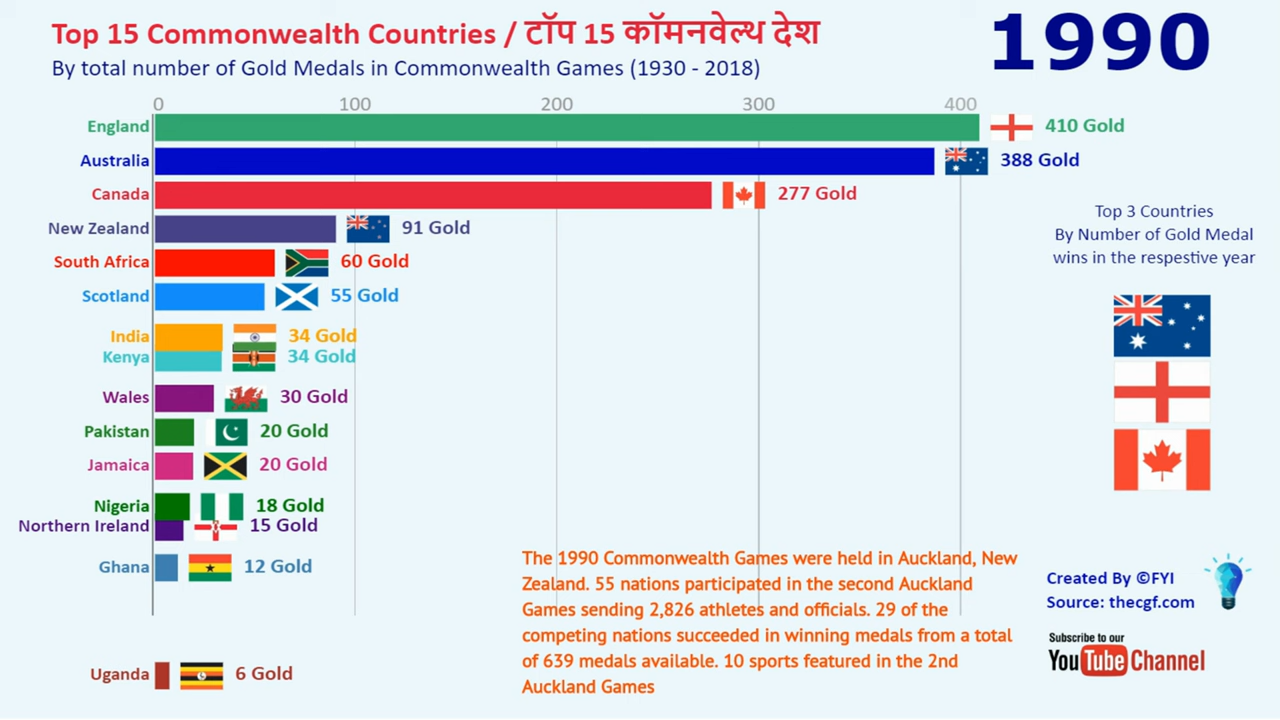 Top 15 Commonwealth Countries / टॉप 15 कॉमनवेल्थ देश
By total number of Gold Medals in Commonwealth Games (1930 - 2018)
1990
0 100 200 300 400
England 410 Gold
Australia 388 Gold
Canada 277 Gold
New Zealand 91 Gold
South Africa 60 Gold
Scotland 55 Gold
India 34 Gold
Kenya 34 Gold
Wales 30 Gold
Pakistan 20 Gold
Jamaica 20 Gold
Nigeria 18 Gold
Northern Ireland 15 Gold
Ghana 12 Gold
Uganda 6 Gold
Top 3 Countries
By Number of Gold Medal
wins in the respestive year
The 1990 Commonwealth Games were held in Auckland, New
Zealand. 55 nations participated in the second Auckland
Games sending 2,826 athletes and officials. 29 of the
competing nations succeeded in winning medals from a total
of 639 medals available. 10 sports featured in the 2nd
Auckland Games
Created By ©FYI
Source: thecgf.com
Subscribe to our
YouTube Channel